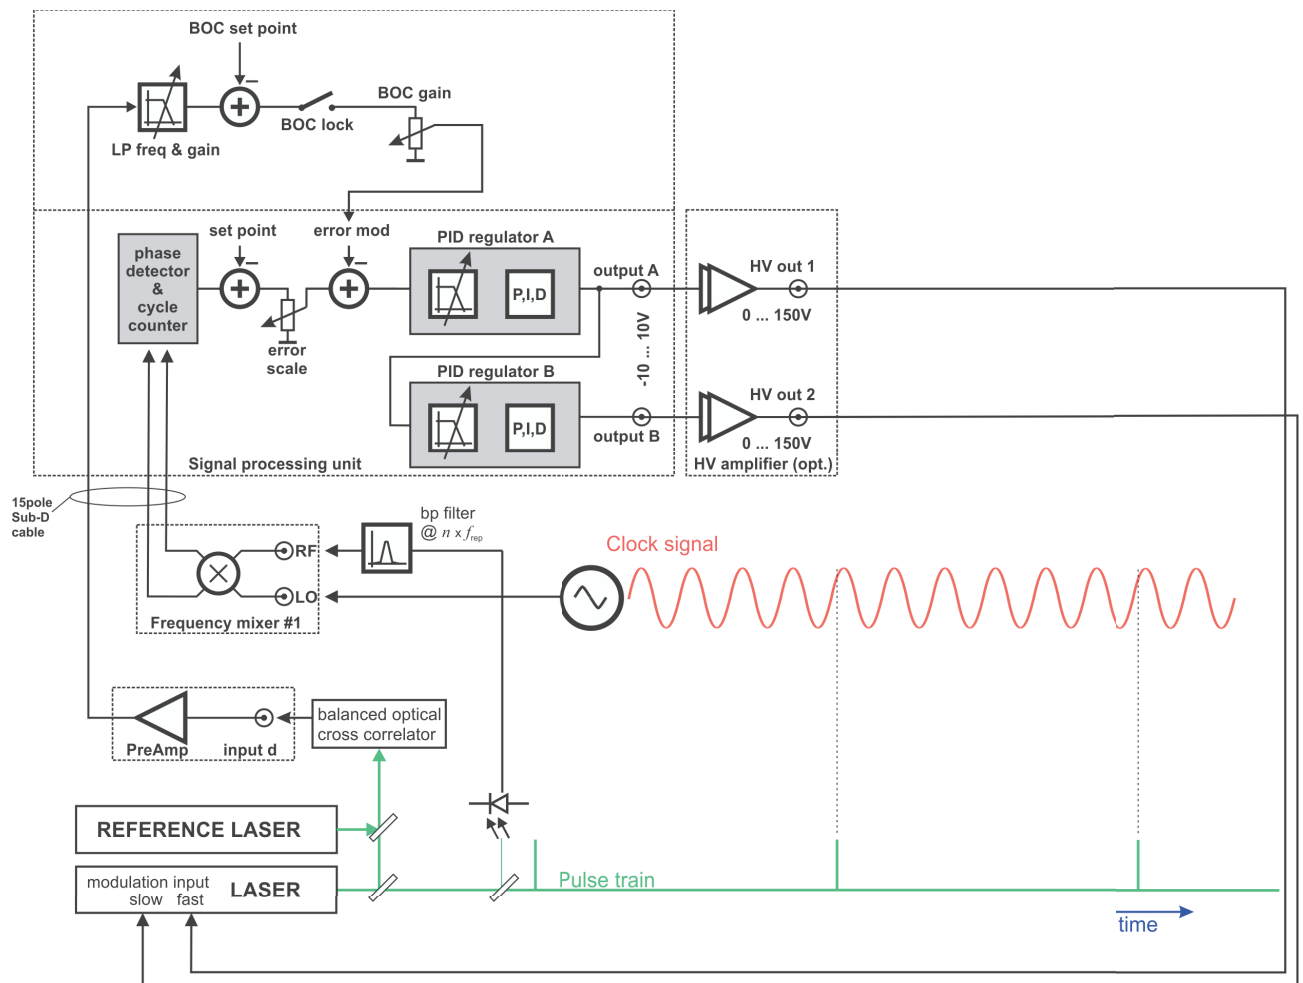 BOC set point
BOC gain
BOC lock
LP freq & gain
set point
error mod
PID regulator A
phase
detector
&
cycle
counter
output A
HV out 1
P,I,D
0 ... 150V
error
scale
-10 ... 10V
PID regulator B
HV out 2
P,I,D
output B
0 ... 150V
Signal processing unit
HV amplifier (opt.)
15pole
Sub-D
cable
bp filter
@ n x frep
RF
Clock signal
LO
Frequency mixer #1
balanced optical
cross correlator
PreAmp
input d
REFERENCE LASER
modulation input
slow fast
LASER
Pulse train
time